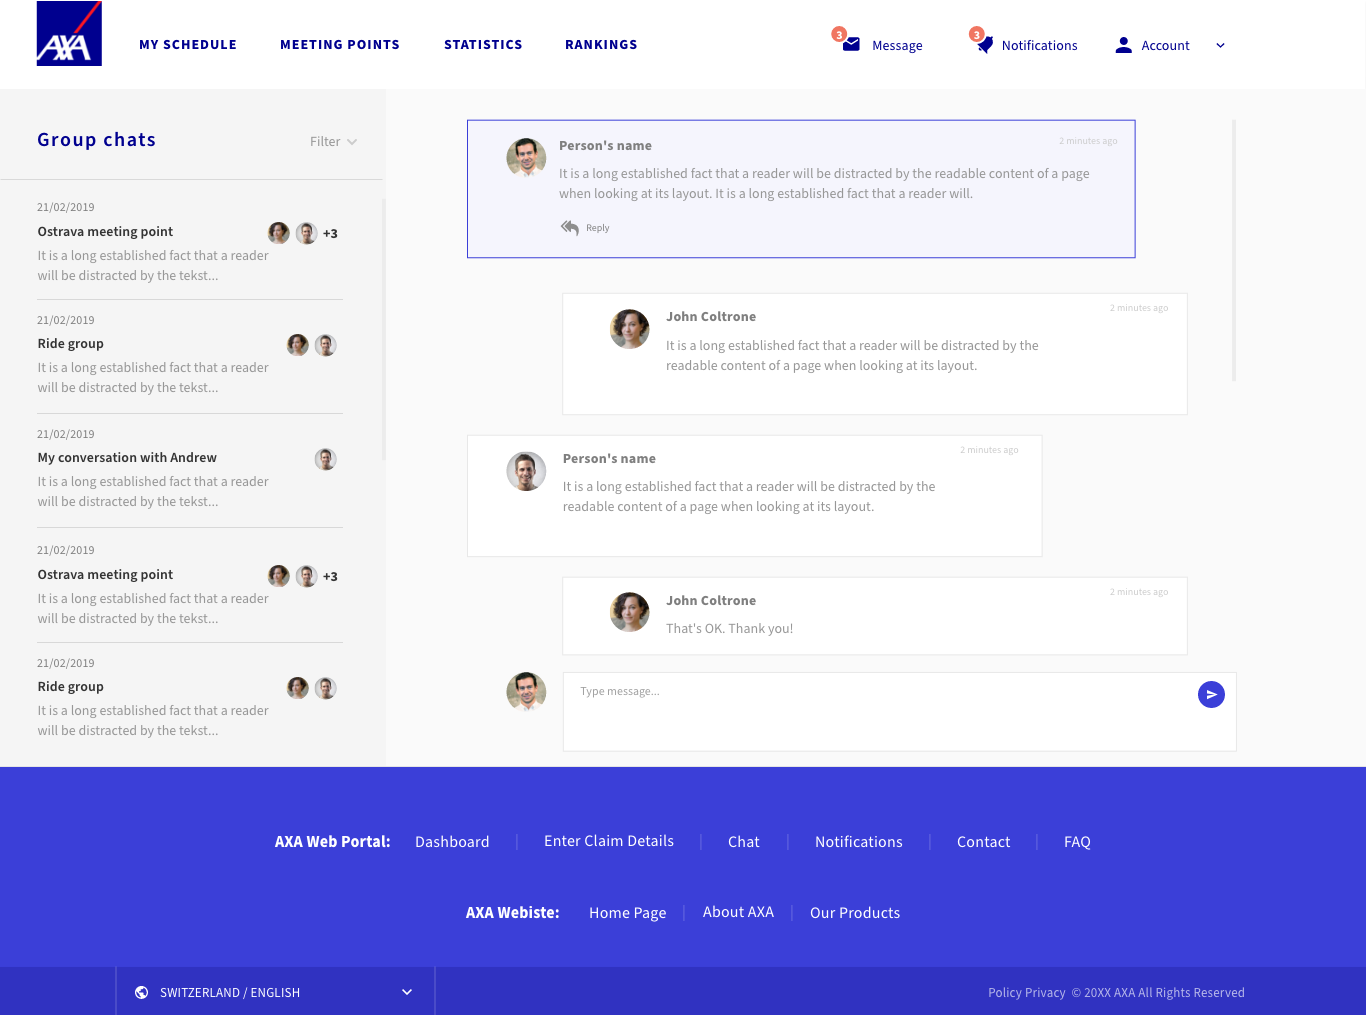 AXA
MY SCHEDULE
MEETING POINTS
STATISTICS
RANKINGS
3
Message
3
Notifications
Account
Group chats
Filter
21/02/2019
Ostrava meeting point
+3
It is a long established fact that a reader
will be distracted by the tekst...
21/02/2019
Ride group
It is a long established fact that a reader
will be distracted by the tekst...
21/02/2019
My conversation with Andrew
It is a long established fact that a reader
will be distracted by the tekst...
21/02/2019
Ostrava meeting point
+3
It is a long established fact that a reader
will be distracted by the tekst...
21/02/2019
Ride group
It is a long established fact that a reader
will be distracted by the tekst...
Person's name
2 minutes ago
It is a long established fact that a reader will be distracted by the readable content of a page
when looking at its layout. It is a long established fact that a reader will.
Reply
John Coltrone
2 minutes ago
It is a long established fact that a reader will be distracted by the
readable content of a page when looking at its layout.
Person's name
2 minutes ago
It is a long established fact that a reader will be distracted by the
readable content of a page when looking at its layout.
John Coltrone
2 minutes ago
That's OK. Thank you!
Type message...
AXA Web Portal:
Dashboard
Enter Claim Details
Chat
Notifications
Contact
FAQ
AXA Webiste:
Home Page
About AXA
Our Products
SWITZERLAND / ENGLISH
Policy Privacy © 20XX AXA All Rights Reserved